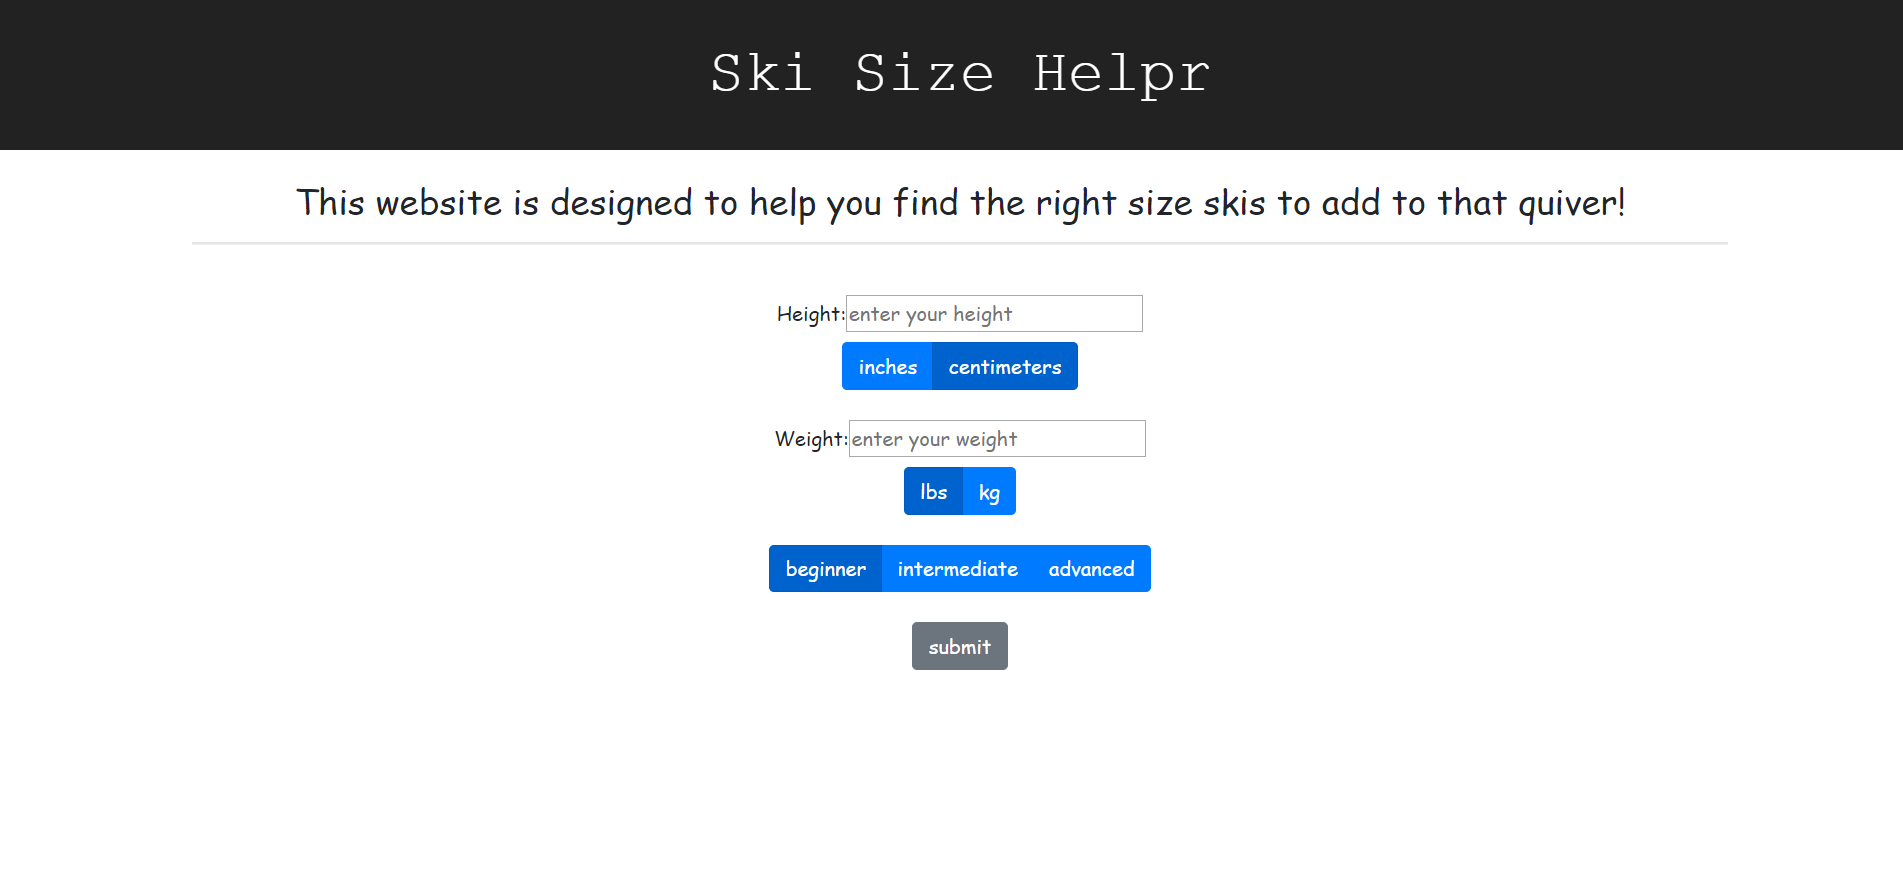 Ski Size Helpr
This website is designed to help you find the right size skis to add to that quiver!
Height: enter your height
inches centimeters
Weight: enter your weight
lbs kg
beginner intermediate advanced
submit